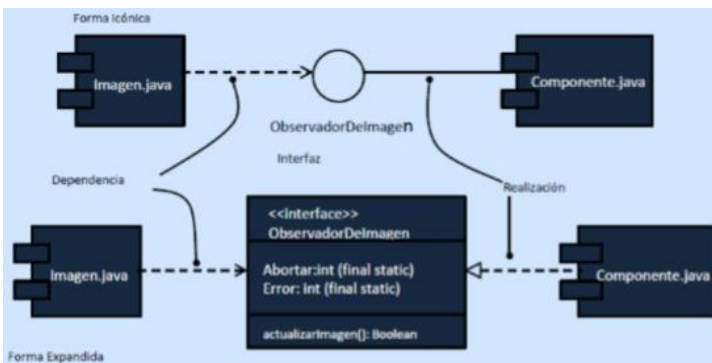 Forma Icónica
Imagen.java
Componente.java
ObservadorDeImagen
Interfaz
Dependencia
Realización
<<interface>>
ObservadorDeImagen
Abortar:int (final static)
Error: int (final static)
actualizarImagen(): Boolean
Imagen.java
Componente.java
Forma Expandida